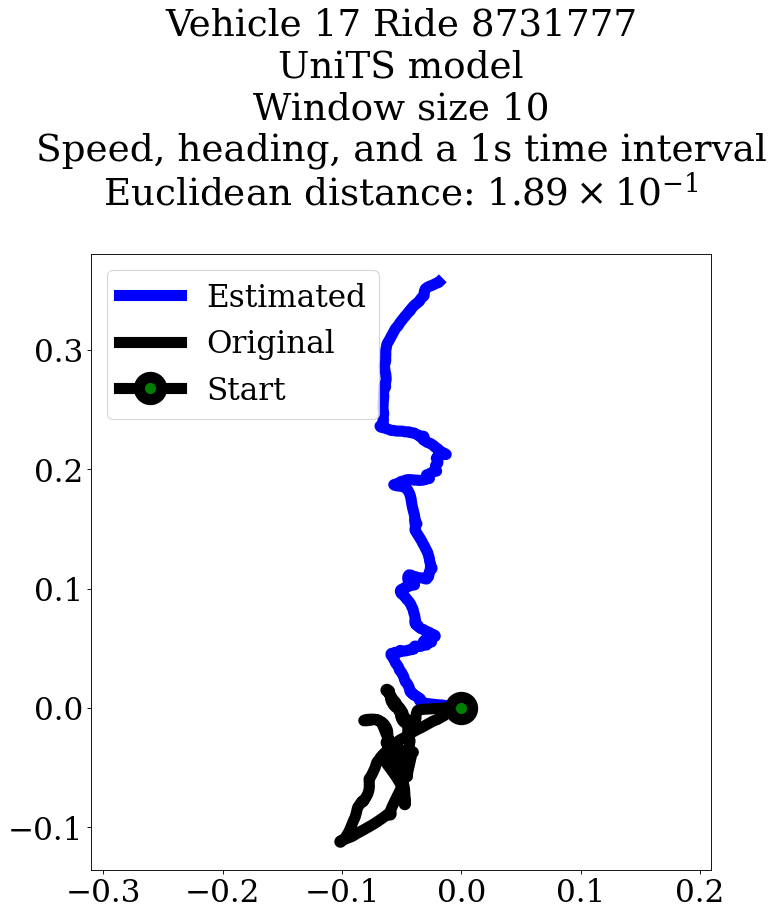 Vehicle 17 Ride 8731777
UniTS model
Window size 10
Speed, heading, and a 1s time interval
Euclidean distance: 1.89 × 10⁻¹
Estimated
Original
Start
0.3
0.2
0.1
0.0
−0.1
−0.3 −0.2 −0.1 0.0 0.1 0.2